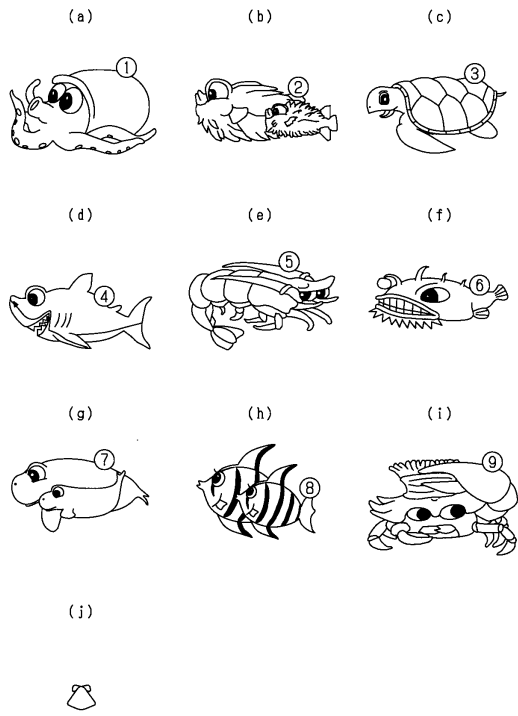 (a) (b) (c)
① ② ③
(d) (e) (f)
④ ⑤ ⑥
(g) (h) (i)
⑦ ⑧ ⑨
(j)